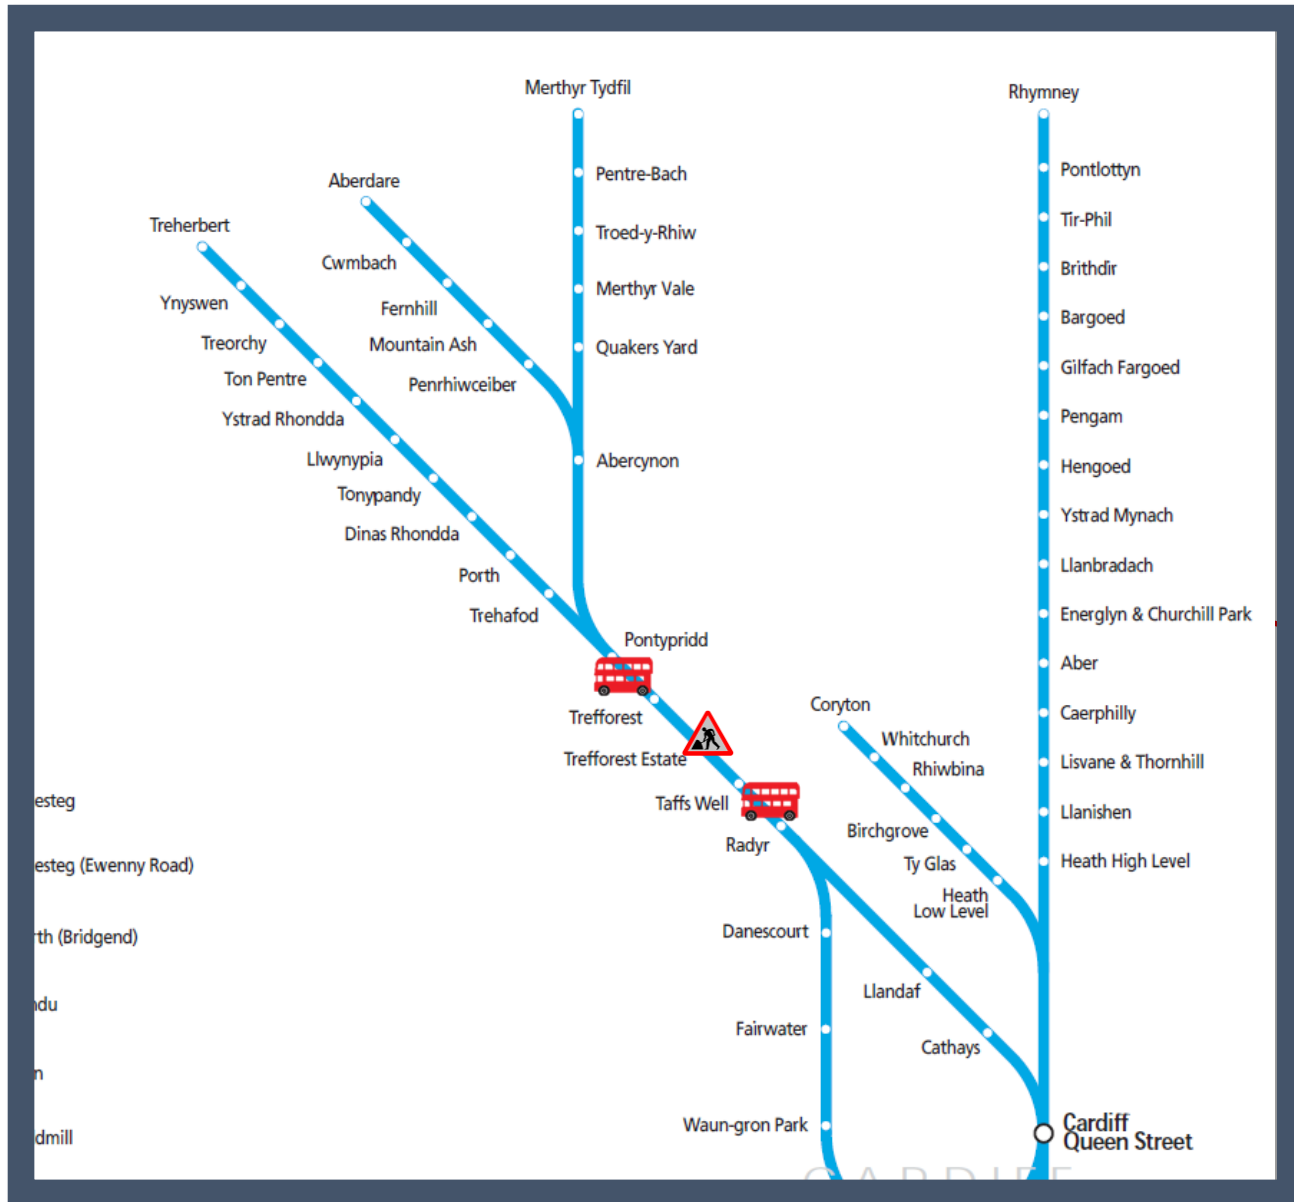 Merthyr Tydfil
Rhymney
Pentre-Bach
Pontlottyn
Aberdare
Troed-y-Rhiw
Tir-Phil
Treherbert
Cwmbach
Brithdir
Merthyr Vale
Ynyswen
Fernhill
Bargoed
Treorchy
Mountain Ash
Quakers Yard
Gilfach Fargoed
Ton Pentre
Penrhiwceiber
Pengam
Ystrad Rhondda
Llwynypia
Abercynon
Hengoed
Tonypandy
Ystrad Mynach
Dinas Rhondda
Llanbradach
Porth
Trehafod
Energlyn & Churchill Park
Pontypridd
Aber
Trefforest
Coryton
Caerphilly
Whitchurch
Trefforest Estate
Rhiwbina
Lisvane & Thornhill
esteg
Taffs Well
Llanishen
Birchgrove
Radyr
esteg (Ewenny Road)
Ty Glas
Heath High Level
Heath
Low Level
rth (Bridgend)
Danescourt
Llandaf
ndu
Fairwater
Cathays
n
Waun-gron Park
Cardiff
Queen Street
dmill
CARDIFF